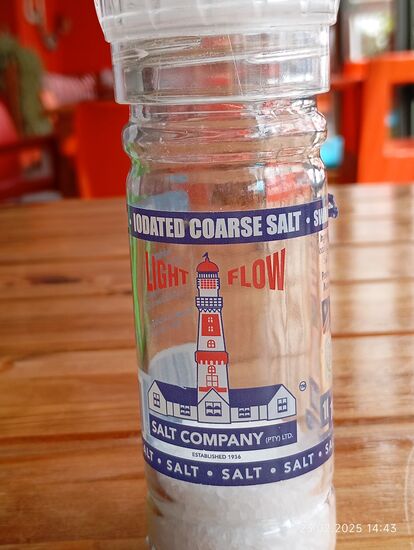 • IODATED COARSE SALT •
LIGHT FLOW
™
SALT COMPANY (PTY) LTD.
ESTABLISHED 1936
• SALT • SALT • SALT • SALT •
23.02.2025 14:43